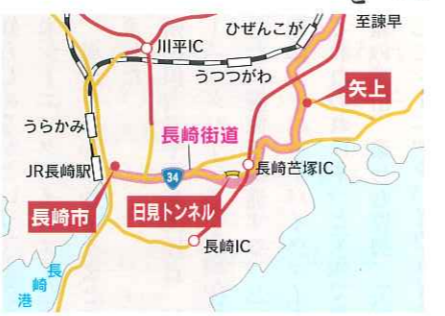 ひぜんこが
至諫早
川平IC
うつつがわ
矢上
うらかみ
長崎街道
JR長崎駅
34
長崎芒塚IC
長崎市
日見トンネル
長崎IC
長崎港